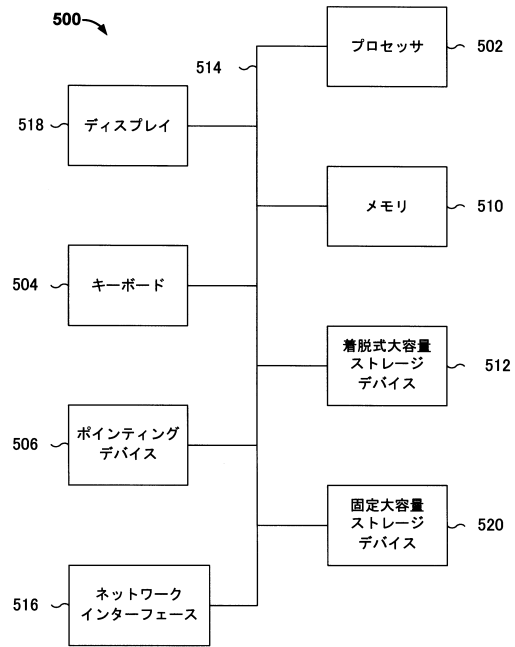 500
プロセッサ
502
514
518
ディスプレイ
メモリ
510
504
キーボード
着脱式大容量
ストレージ
デバイス
512
506
ポインティング
デバイス
固定大容量
ストレージ
デバイス
520
516
ネットワーク
インターフェース